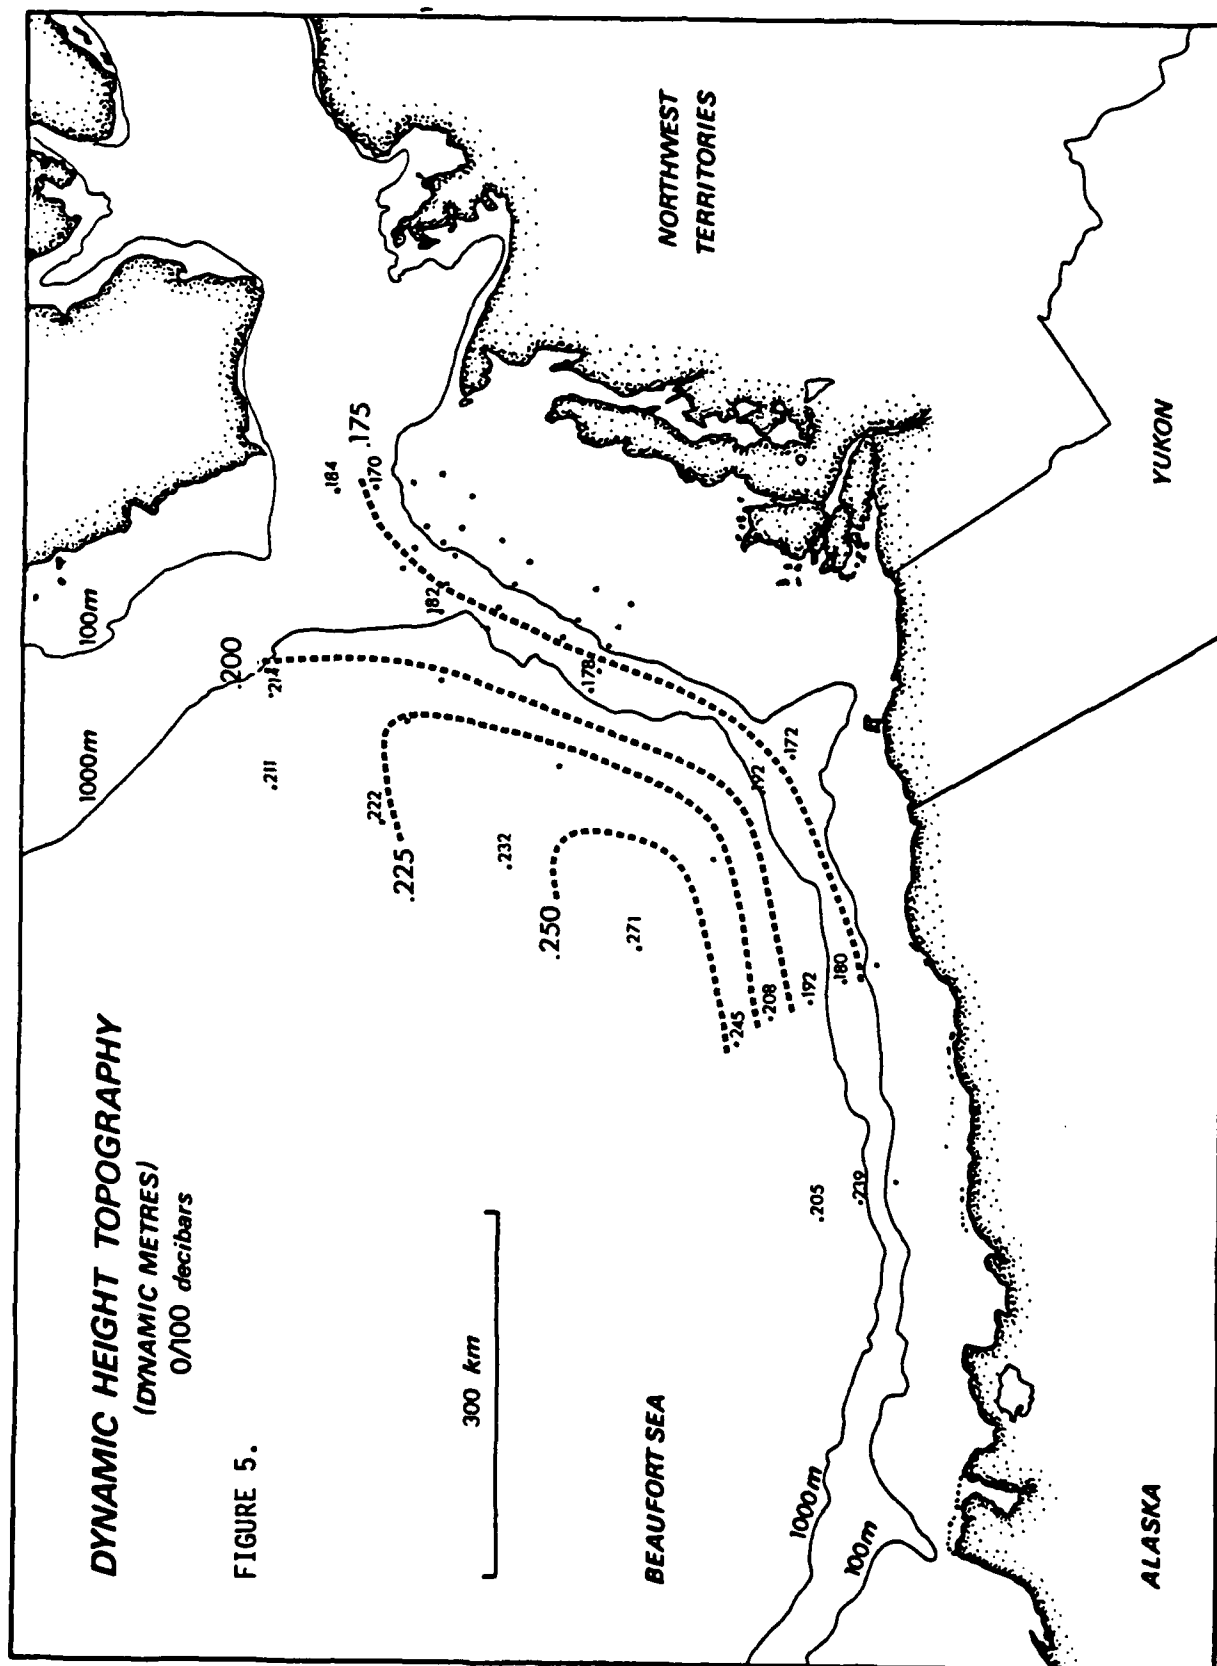 DYNAMIC HEIGHT TOPOGRAPHY
(DYNAMIC METRES)
0/100 decibars
FIGURE 5.
300 km
BEAUFORT SEA
ALASKA
YUKON
NORTHWEST
TERRITORIES
1000m
100m
1000m
100m
.200
.214
.211
.222
.225
.232
.250
.271
.245
.208
.192
.180
.205
.239
.192
.172
.178
.182
.184
.170
.175